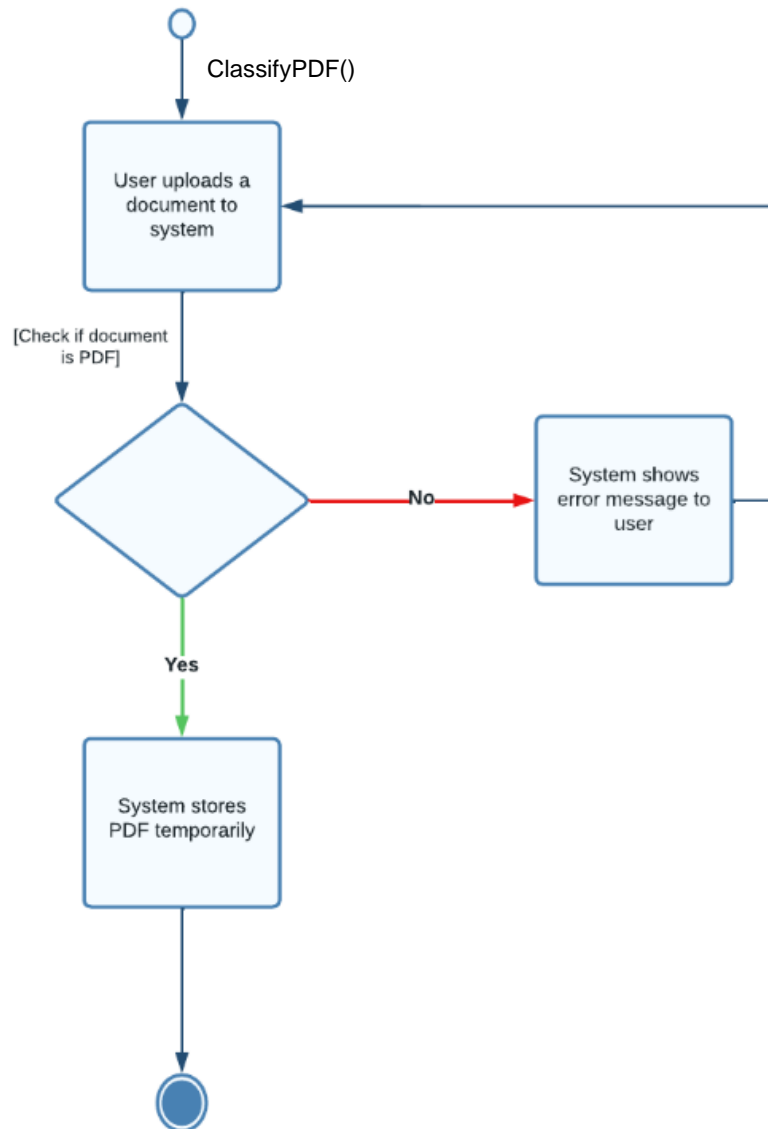 ClassifyPDF()
User uploads a
document to
system
[Check if document
is PDF]
No
System shows
error message to
user
Yes
System stores
PDF temporarily